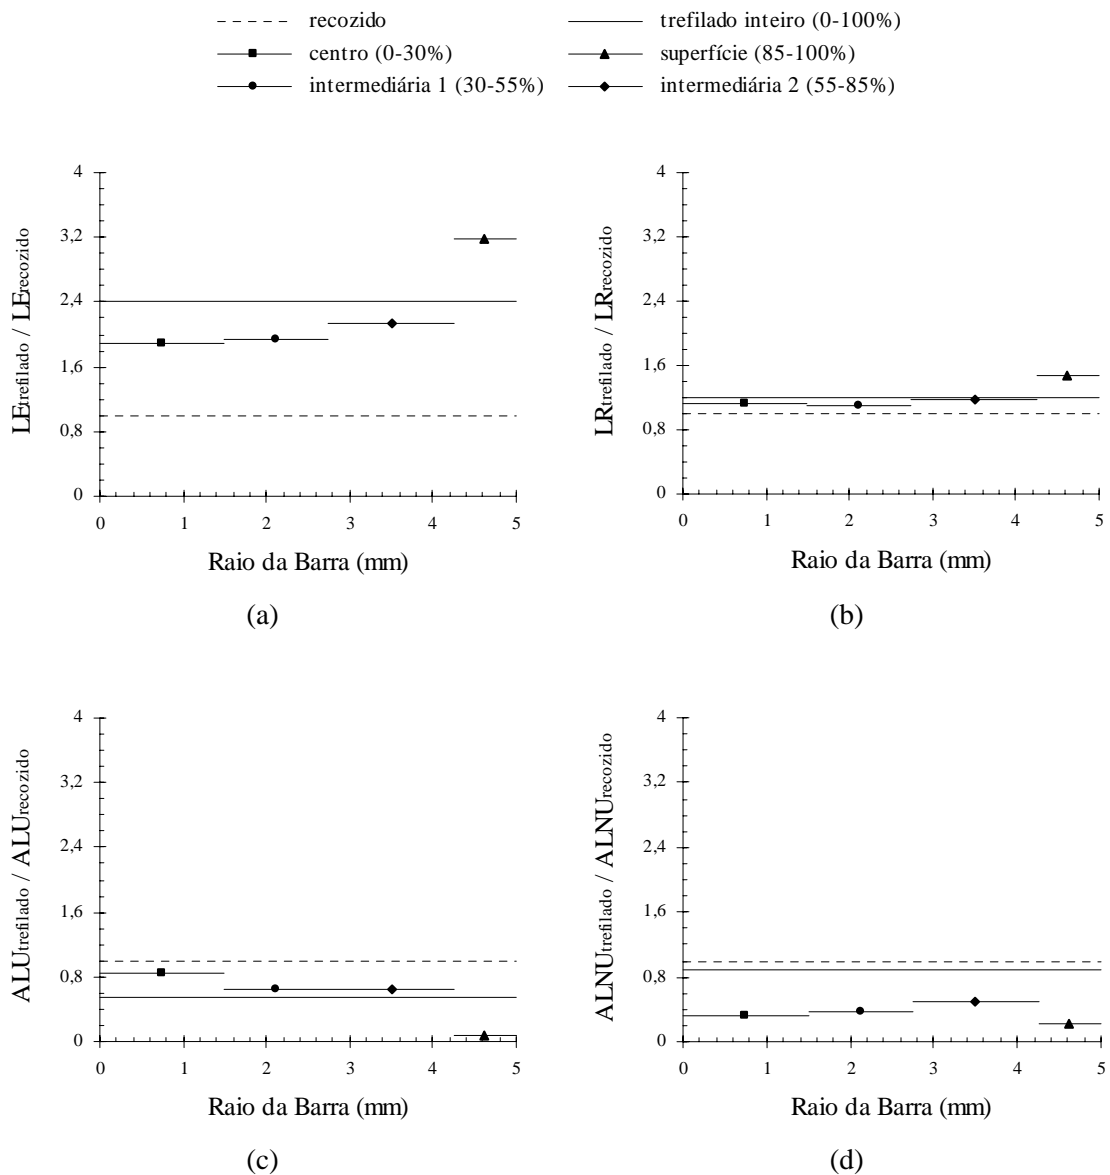 recozido trefilado inteiro (0-100%)
centro (0-30%) superfície (85-100%)
intermediária 1 (30-55%) intermediária 2 (55-85%)
LEtrefilado / LErecozido
4
3,2
2,4
1,6
0,8
0
0 1 2 3 4 5
Raio da Barra (mm)
(a)
LRtrefilado / LRrecozido
4
3,2
2,4
1,6
0,8
0
0 1 2 3 4 5
Raio da Barra (mm)
(b)
ALUtrefilado / ALUrecozido
4
3,2
2,4
1,6
0,8
0
0 1 2 3 4 5
Raio da Barra (mm)
(c)
ALNUtrefilado / ALNUrecozido
4
3,2
2,4
1,6
0,8
0
0 1 2 3 4 5
Raio da Barra (mm)
(d)